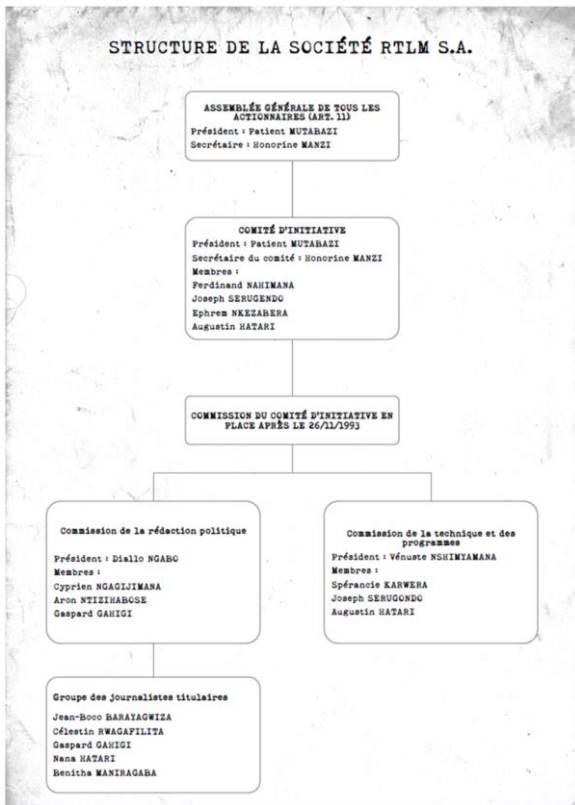 STRUCTURE DE LA SOCIÉTÉ RTLM S.A.
ASSEMBLÉE GÉNÉRALE DE TOUS LES
ACTIONNAIRES (ART. 11)
Président : Patient MUTABAZI
Secrétaire : Honorine MANZI
COMITÉ D'INITIATIVE
Président : Patient MUTABAZI
Secrétaire du comité : Honorine MANZI
Membres :
Ferdinand NAHIMANA
Joseph SERUGENDO
Ephrem NKEZABERA
Augustin HATARI
COMMISSION DU COMITÉ D'INITIATIVE EN
PLACE APRÈS LE 26/11/1993
Commission de la rédaction politique
Président : Diallo NGABO
Membres :
Cyprien NGAGIJIMANA
Aron NTIZIHABOSE
Gaspard GAHIGI
Commission de la technique et des
programmes
Président : Vénuste NSHIMYAMANA
Membres :
Spérancie KARWERA
Joseph SERUGONDO
Augustin HATARI
Groupe des journalistes titulaires
Jean-Boco BARAYAGWIZA
Célestin RWAGAFILITA
Gaspard GAHIGI
Nana HATARI
Benitha MANIRAGABA